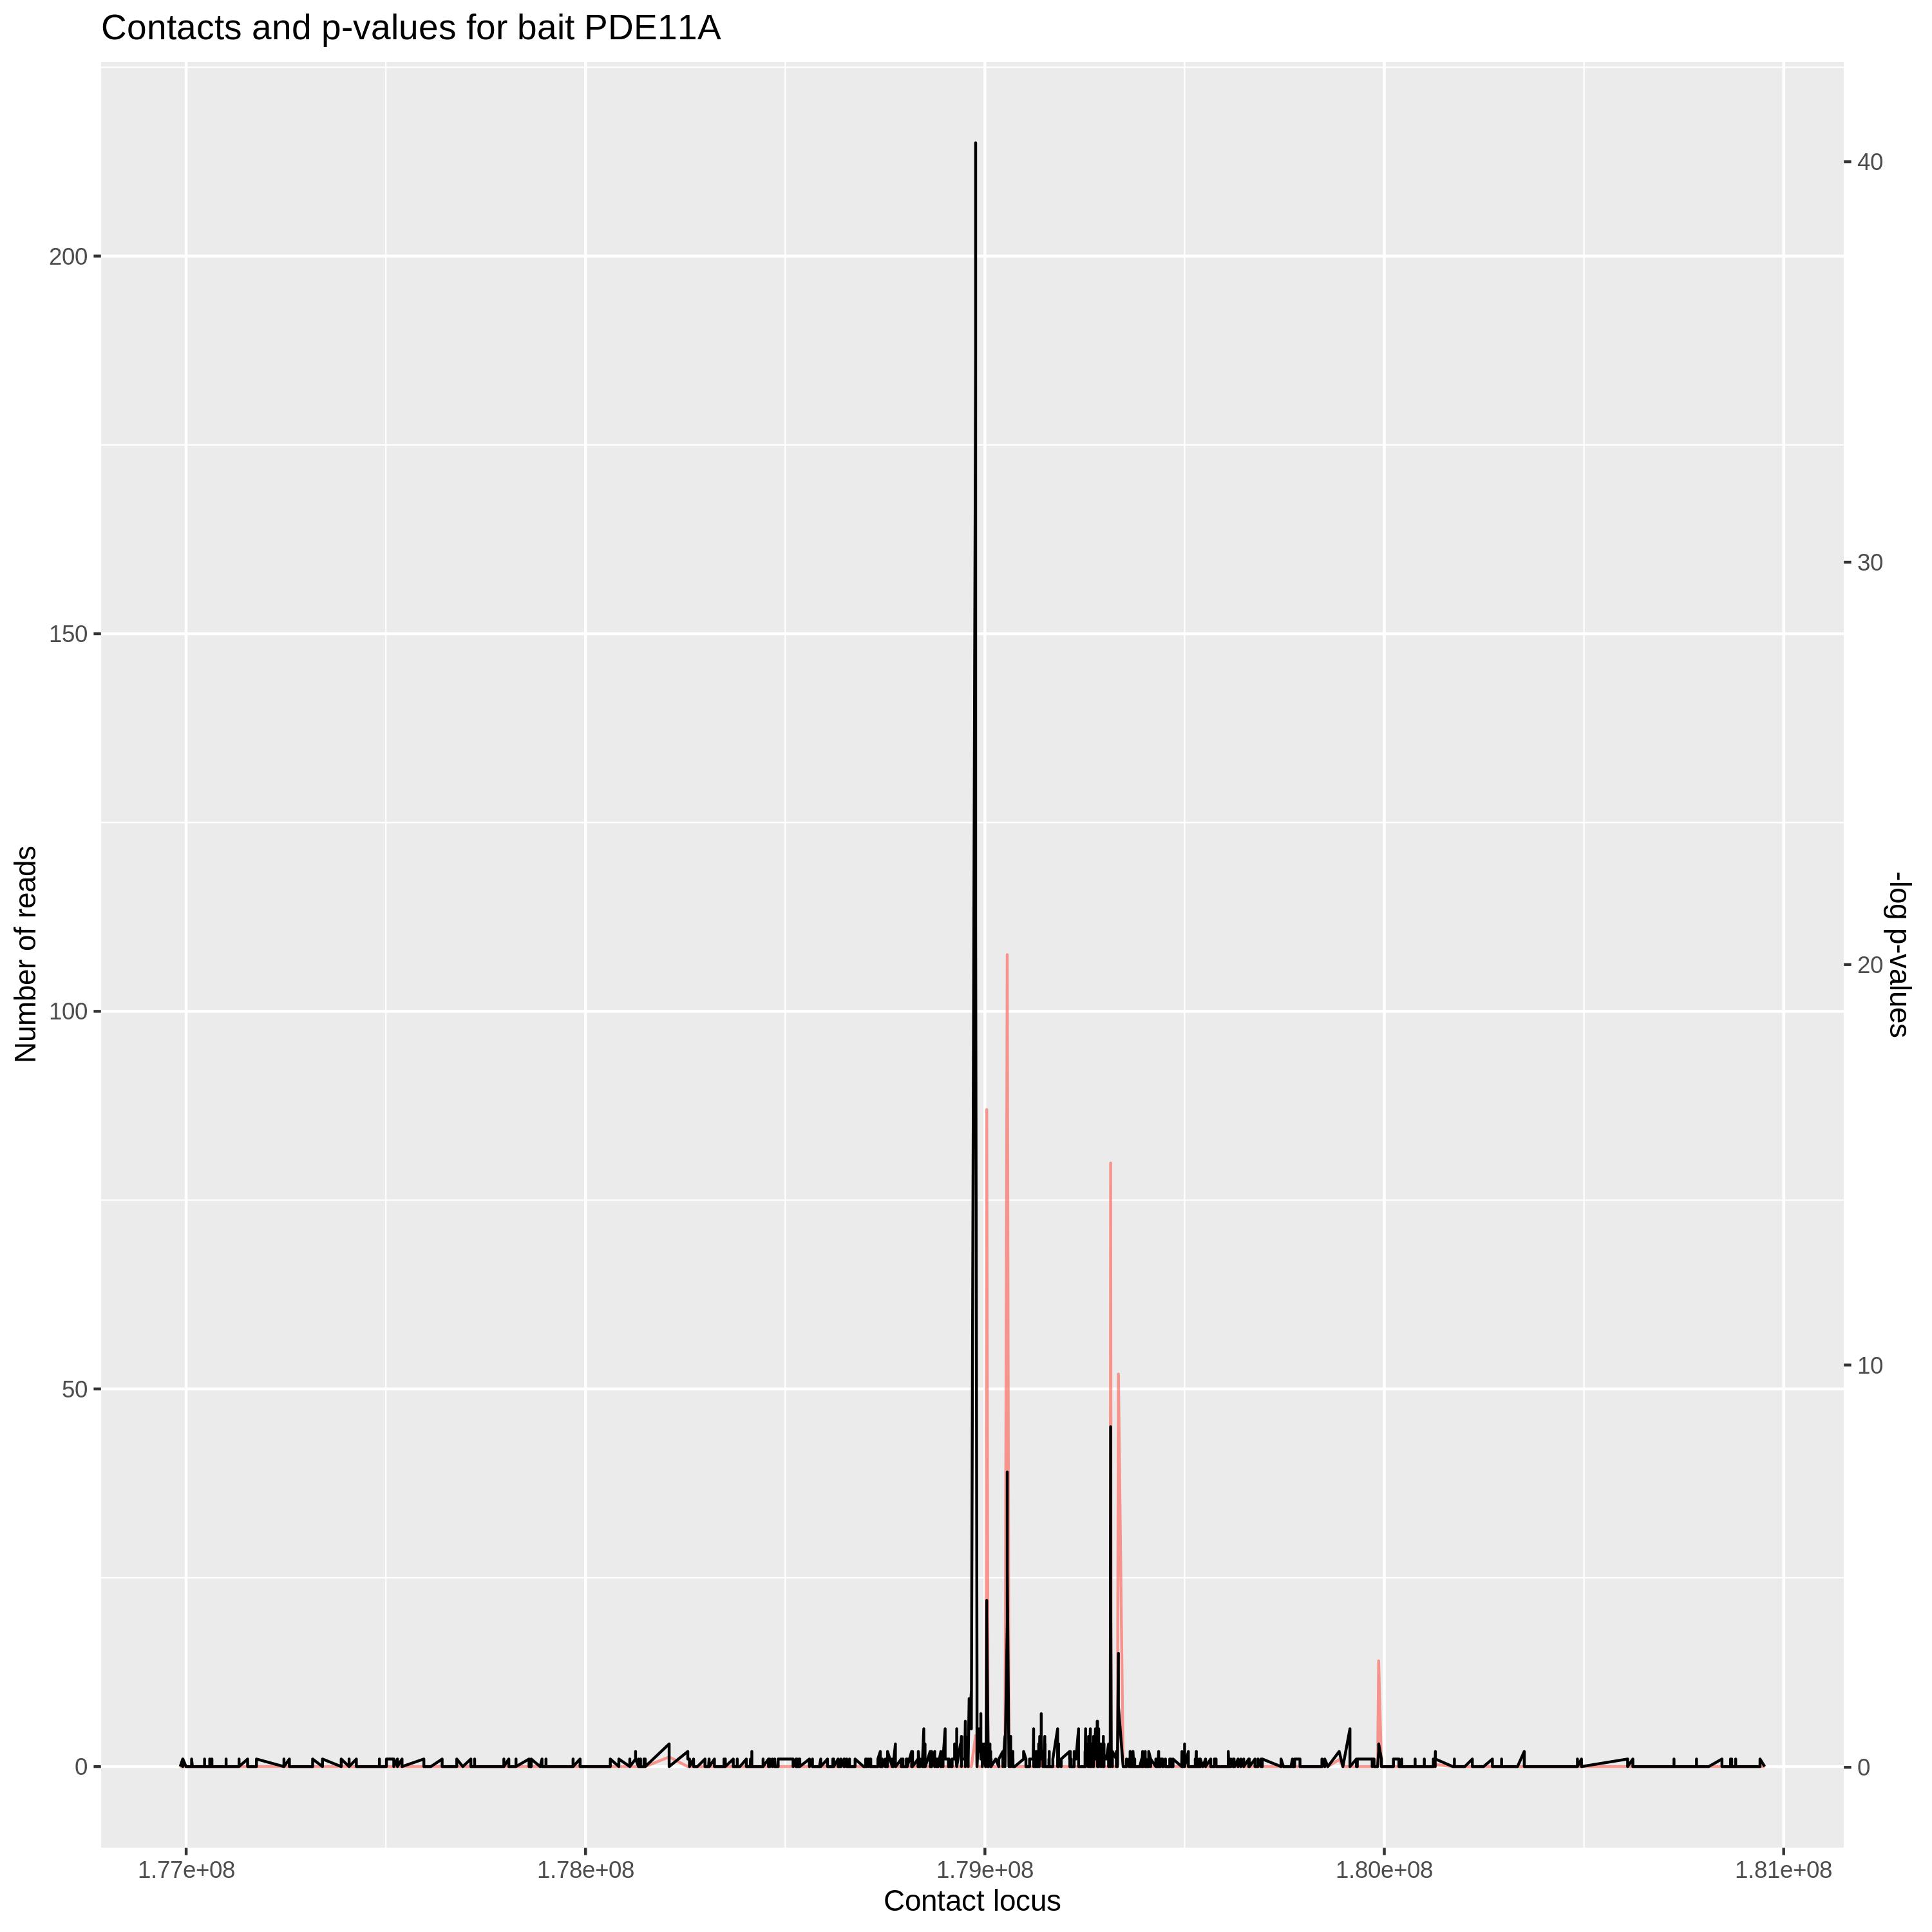 Contacts and p-values for bait PDE11A
Number of reads
200
150
100
50
0
40
30
20
10
0
-log p-values
1.77e+08
1.78e+08
1.79e+08
1.80e+08
1.81e+08
Contact locus